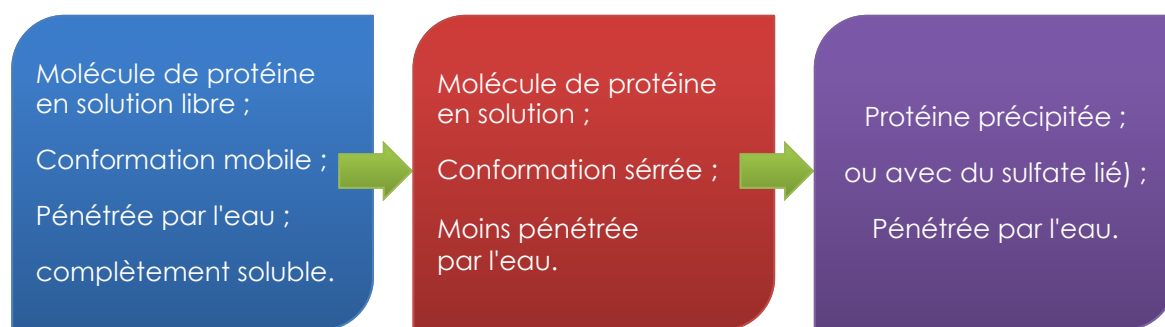 Molécule de protéine
en solution libre ;
Conformation mobile ;
Pénétrée par l'eau ;
complètement soluble.
Molécule de protéine
en solution ;
Conformation sérrée ;
Moins pénétrée
par l'eau.
Protéine précipitée ;
ou avec du sulfate lié) ;
Pénétrée par l'eau.